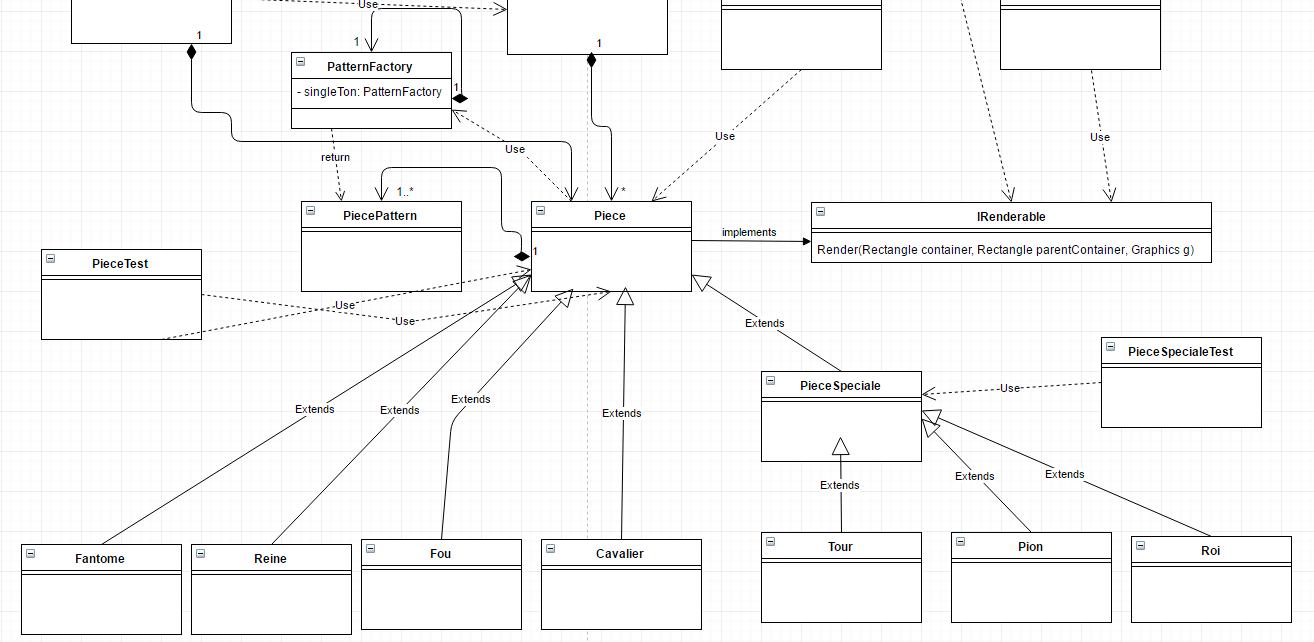 Use
1
1
1
PatternFactory
- singleTon: PatternFactory
1
Use
Use
Use
return
1..*
*
PiecePattern
Piece
IRenderable
implements
Render(Rectangle container, Rectangle parentContainer, Graphics g)
1
PieceTest
Use
Use
Extends
PieceSpecialeTest
PieceSpeciale
Use
Extends
Extends
Extends
Extends
Extends
Extends
Extends
Fantome
Reine
Fou
Cavalier
Tour
Pion
Roi